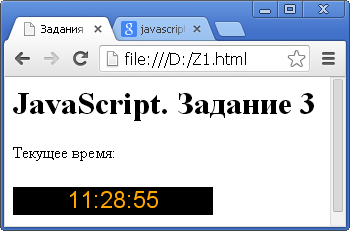 Задания
javascript
file:///D:/Z1.html
JavaScript. Задание 3
Текущее время:
11:28:55